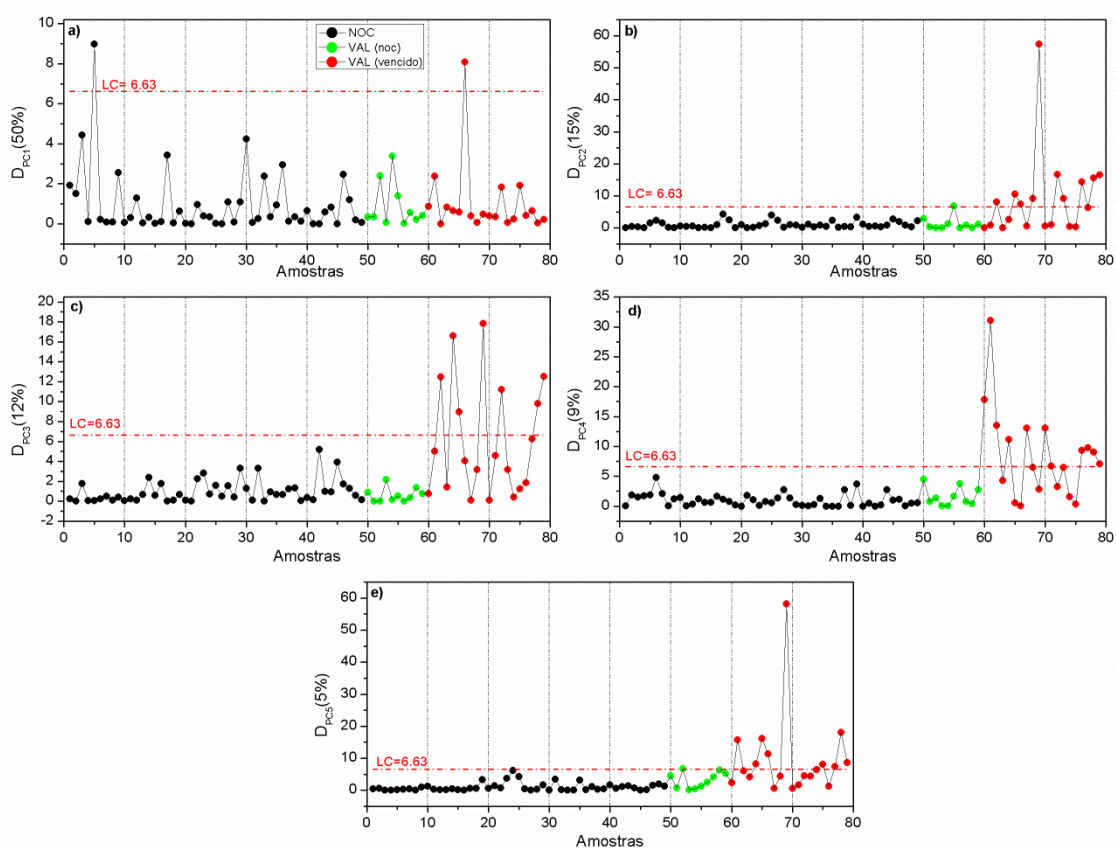 a)
NOC
VAL (noc)
VAL (vencido)
LC= 6.63
D_PC1(50%)
10
8
6
4
2
0
0 10 20 30 40 50 60 70 80
Amostras
b)
LC=6.63
D_PC2(15%)
60
50
40
30
20
10
0
0 10 20 30 40 50 60 70 80
Amostras
c)
LC=6.63
D_PC3(12%)
20
18
16
14
12
10
8
6
4
2
0
-2
0 10 20 30 40 50 60 70 80
Amostras
d)
LC=6.63
D_PC4(9%)
35
30
25
20
15
10
5
0
0 10 20 30 40 50 60 70 80
Amostras
e)
LC=6.63
D_PC5(5%)
60
50
40
30
20
10
0
0 10 20 30 40 50 60 70 80
Amostras